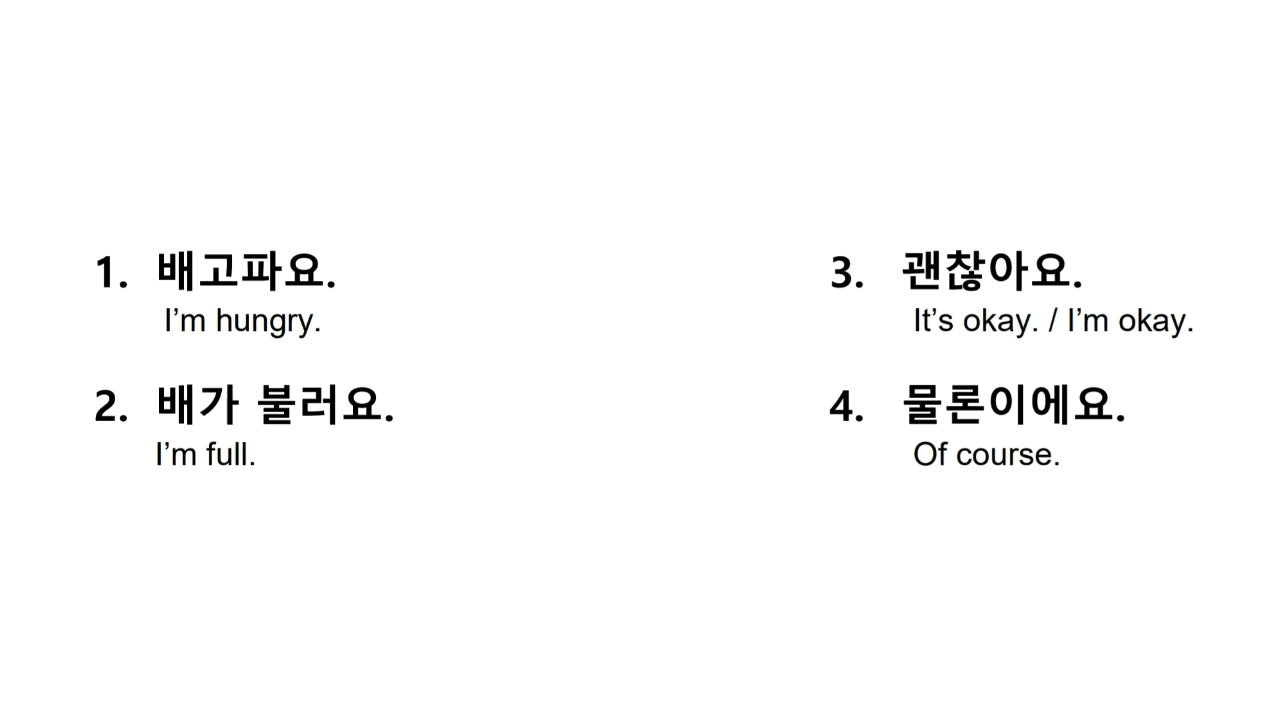 1. 배고파요.
I’m hungry.
2. 배가 불러요.
I’m full.
3. 괜찮아요.
It’s okay. / I’m okay.
4. 물론이에요.
Of course.